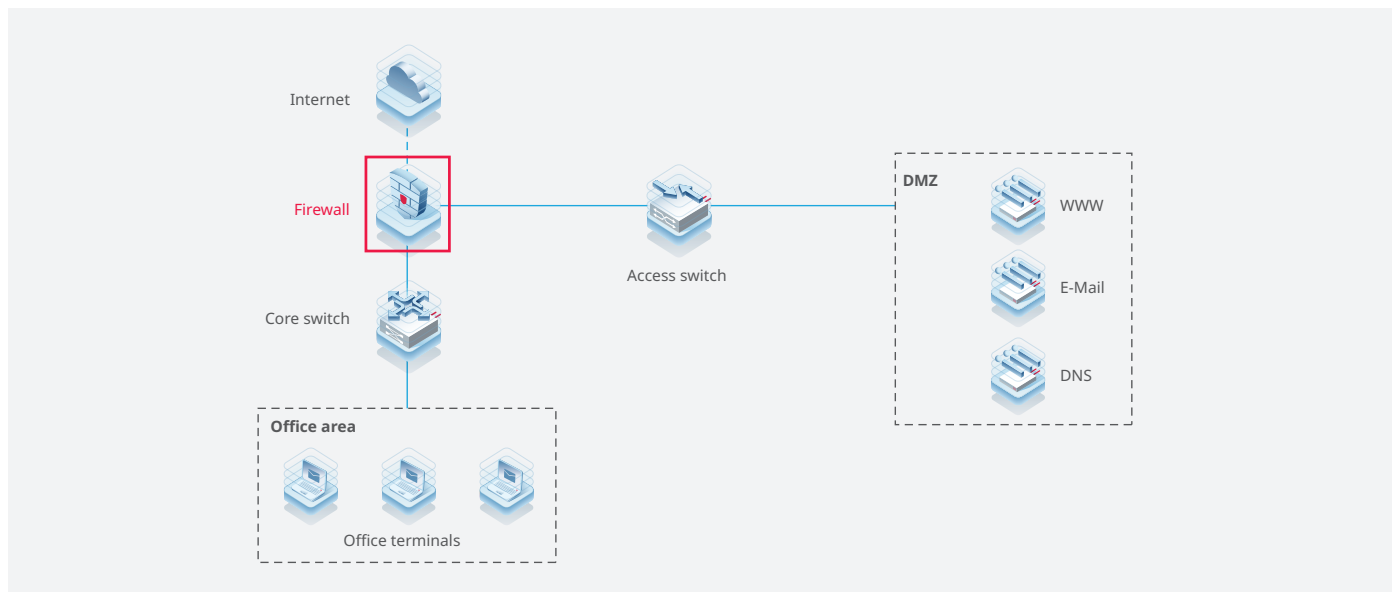 Internet
Firewall
Access switch
Core switch
DMZ
WWW
E-Mail
DNS
Office area
Office terminals